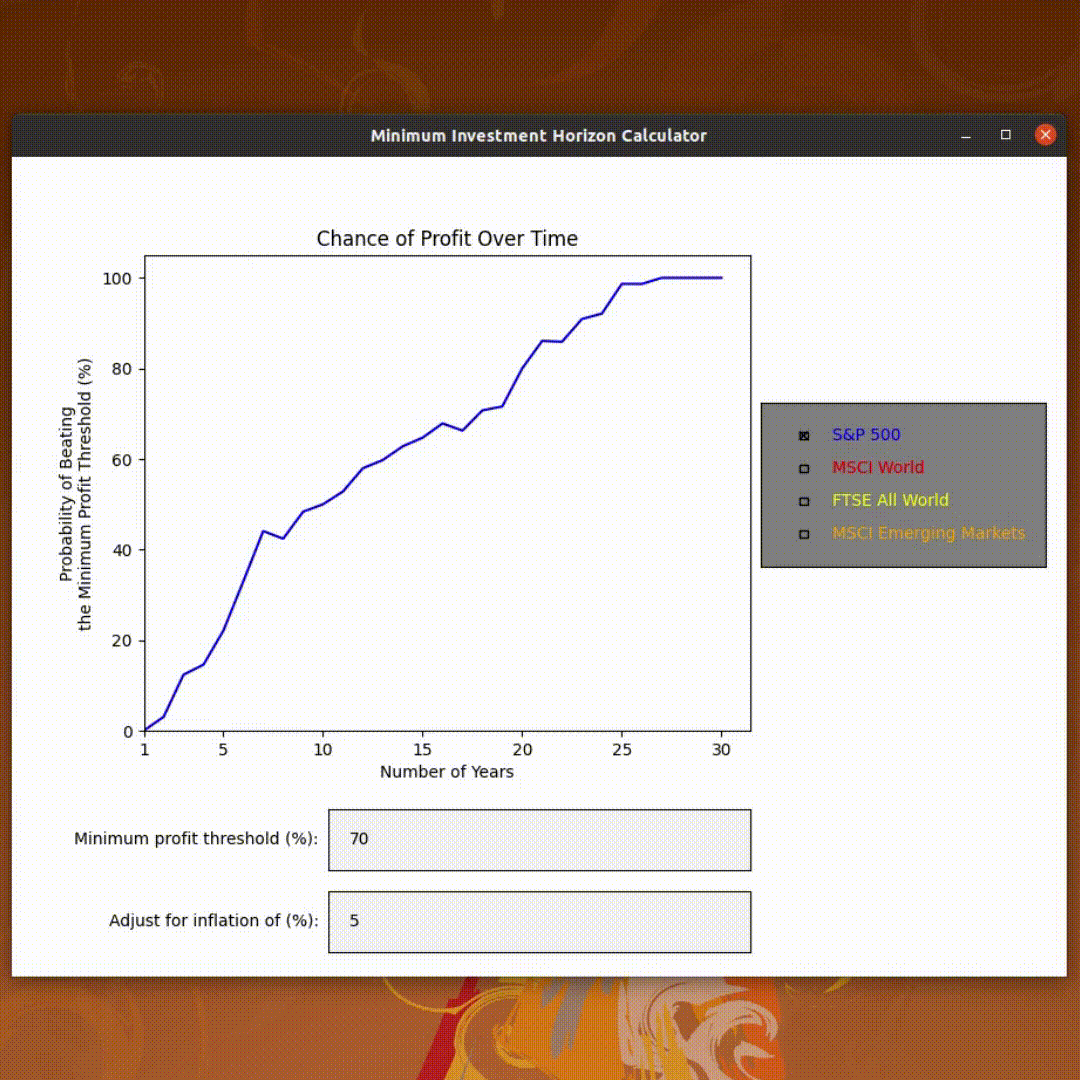 Minimum Investment Horizon Calculator
Chance of Profit Over Time
Probability of Beating
the Minimum Profit Threshold (%)
100
80
60
40
20
0
1 5 10 15 20 25 30
Number of Years
S&P 500
MSCI World
FTSE All World
MSCI Emerging Markets
Minimum profit threshold (%): 70
Adjust for inflation of (%): 5